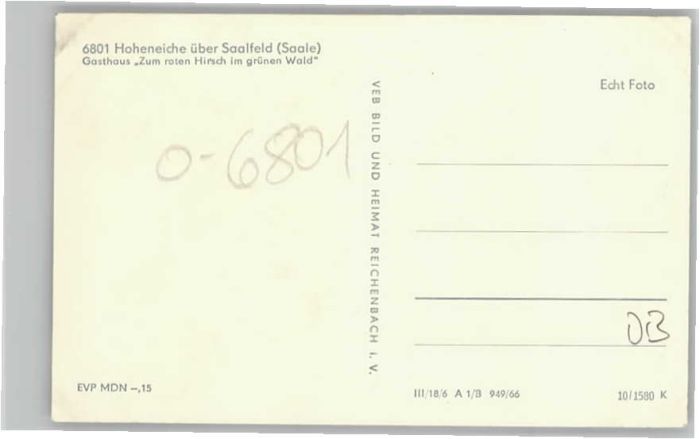 6801 Hoheneiche über Saalfeld (Saale)
Gasthaus „Zum roten Hirsch im grünen Wald"
Echt Foto
O-6801
VEB BILD UND HEIMAT REICHENBACH i. V.
DB
EVP MDN –,15
III/18/6 A 1/B 949/66
10/1580 K